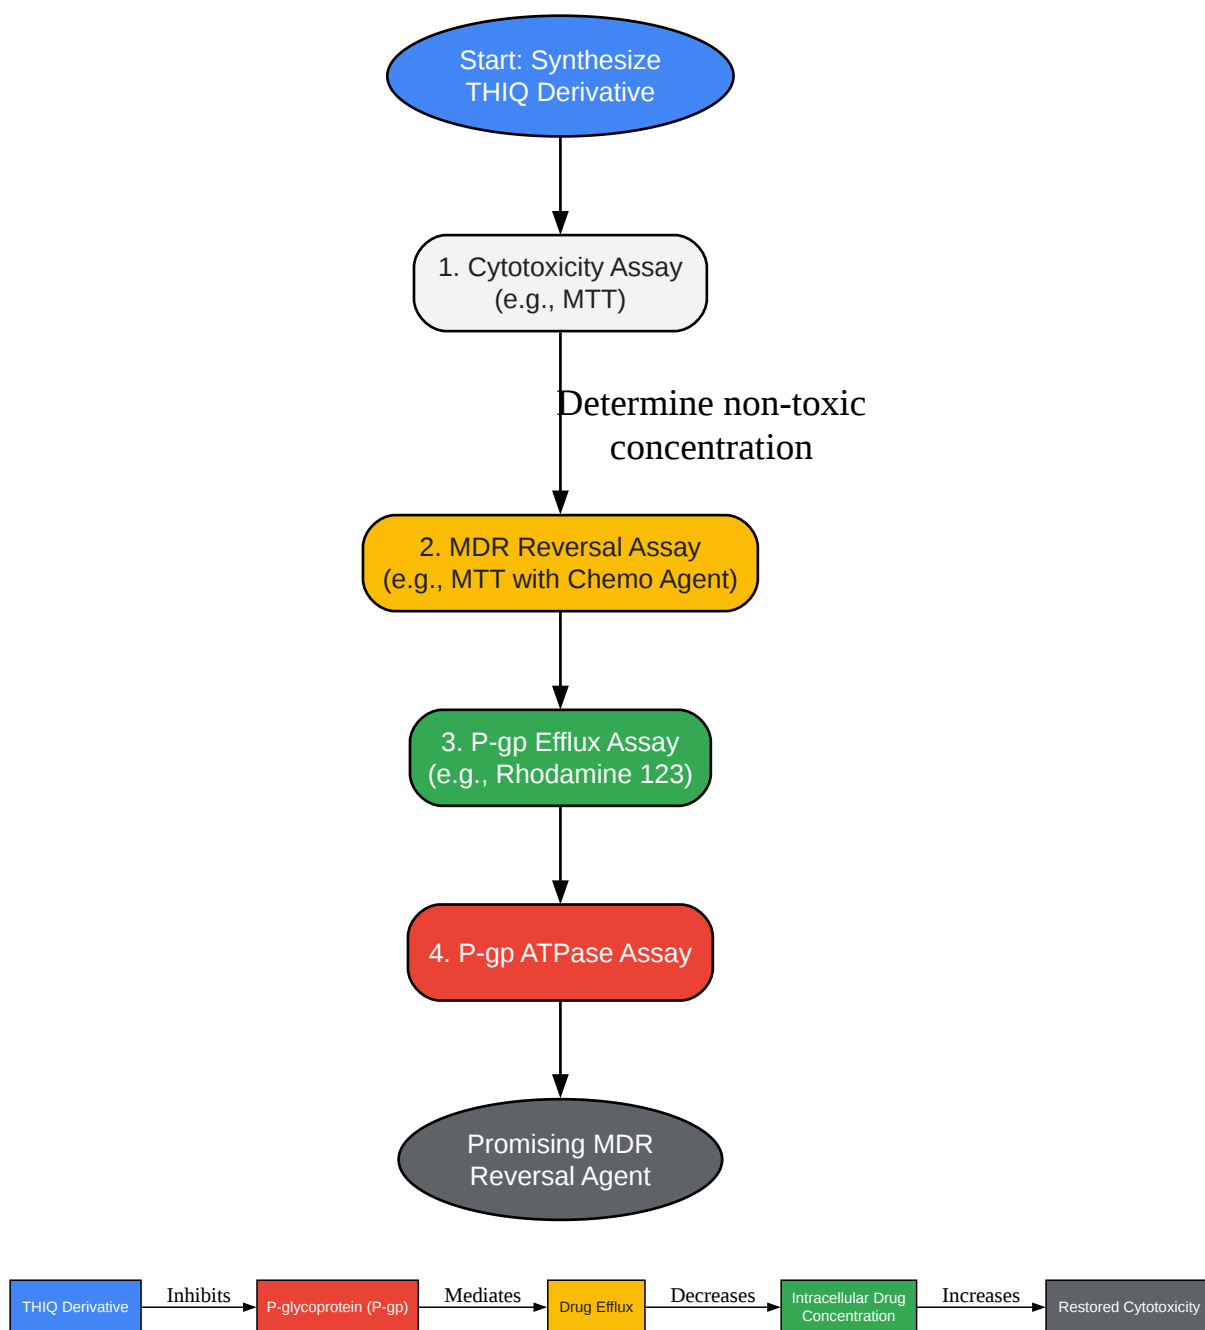 Start: Synthesize
THIQ Derivative
1. Cytotoxicity Assay
(e.g., MTT)
Determine non-toxic
concentration
2. MDR Reversal Assay
(e.g., MTT with Chemo Agent)
3. P-gp Efflux Assay
(e.g., Rhodamine 123)
4. P-gp ATPase Assay
Promising MDR
Reversal Agent
THIQ Derivative
Inhibits
P-glycoprotein (P-gp)
Mediates
Drug Efflux
Decreases
Intracellular Drug
Concentration
Increases
Restored Cytotoxicity